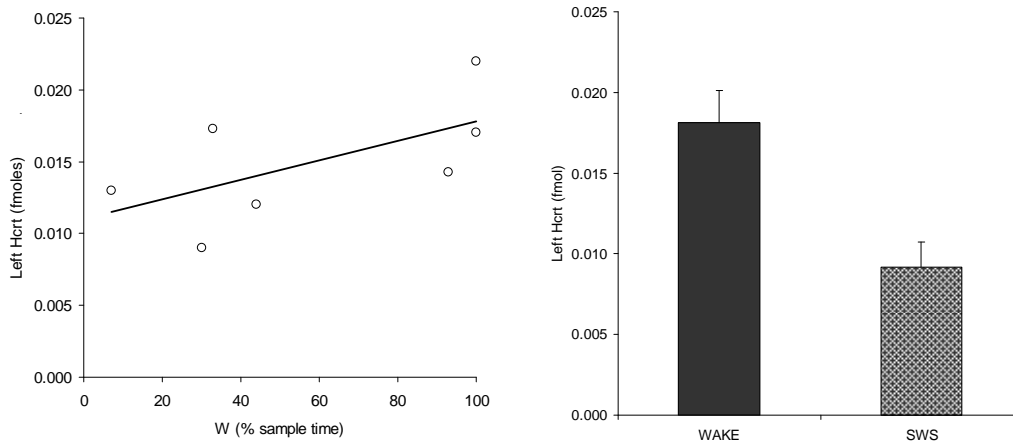 0.025
0.020
0.015
0.010
0.005
0.000
Left Hcrt (fmoles)
0 20 40 60 80 100
W (% sample time)
0.025
0.020
0.015
0.010
0.005
0.000
Left Hcrt (fmol)
WAKE SWS